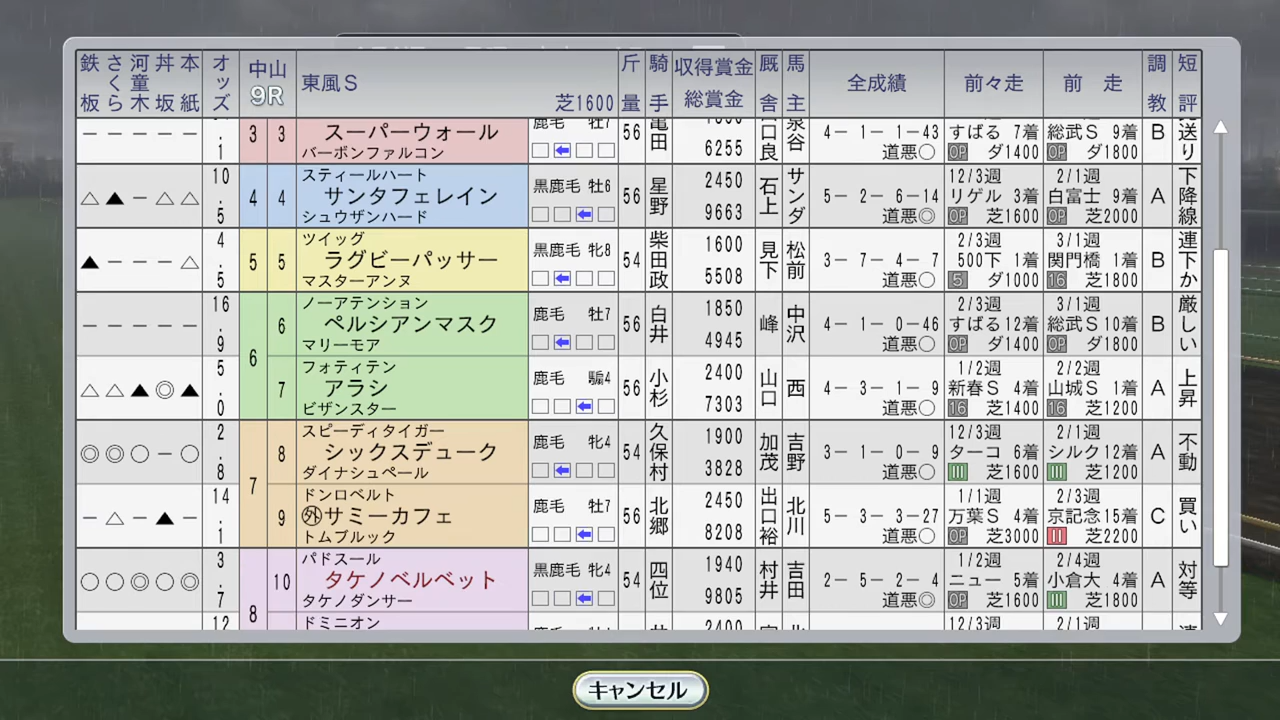 鉄板 さくら 河童木 井坂 本紙 オッズ 中山 9R 東風S 芝1600 斤量 騎手 収得賞金 総賞金 厩舎 馬主 全成績 前々走 前 走 調教 短評
－ － － － － 1 3 3 スーパーウォール バーボンファルコン 鹿毛 牡7 56 亀田 6255 泉谷 4－ 1－ 1－43 道悪○ すばる 7着 OP ダ1400 総武S 9着 OP ダ1800 B 送り
△ ▲ － △ △ 10.5 4 4 スティールハート サンタフェレイン シュウザンハード 黒鹿毛 牡6 56 星野 2450 9663 石上 サンダ 5－ 2－ 6－14 道悪◎ 12/3週 リゲル 3着 OP 芝1600 2/1週 白富士 9着 OP 芝2000 A 下降線
▲ － － － △ 4.5 5 5 ツイッグ ラグビーパッサー マスターアンヌ 黒鹿毛 牝8 54 柴田政 1600 5508 見下 松前 3－ 7－ 4－ 7 道悪○ 2/3週 500下 1着 5 ダ1000 3/1週 関門橋 1着 16 芝1800 B 連下か
－ － － － － 16.9 6 6 ノーアテンション ペルシアンマスク マリーモア 鹿毛 牡7 56 白井 1850 4945 峰 中沢 4－ 1－ 0－46 道悪○ 2/3週 すばる12着 OP ダ1400 3/1週 総武S 10着 OP ダ1800 B 厳しい
△ △ ▲ ◎ ▲ 5.0 7 フォティテン アラシ ビザンスター 鹿毛 騸4 56 小杉 2400 7303 山口 西 4－ 3－ 1－ 9 道悪○ 1/2週 新春S 4着 16 芝1400 2/2週 山城S 1着 16 芝1200 A 上昇
◎ ◎ ○ － ○ 2.8 7 8 スピーディタイガー シックスデューク ダイナシュペール 鹿毛 牝4 54 久保村 1900 3828 加茂 吉野 3－ 1－ 0－ 9 道悪○ 12/3週 ターコ 6着 III 芝1600 2/1週 シルク12着 III 芝1200 A 不動
－ △ － ▲ － 14.1 9 ドンロベルト 外サミーカフェ トムブルック 鹿毛 牡7 56 北郷 2450 8208 出口裕 北川 5－ 3－ 3－27 道悪○ 1/1週 万葉S 4着 OP 芝3000 2/3週 京記念15着 II 芝2200 C 買い
○ ○ ◎ ○ ◎ 3.7 8 10 パドスール タケノベルベット タケノダンサー 黒鹿毛 牝4 54 四位 1940 9805 村井 吉田 2－ 5－ 2－ 4 道悪◎ 1/2週 ニュー 5着 OP 芝1600 2/4週 小倉大 4着 III 芝1800 A 対等
12 ドミニオン 2400 12/3週 2/1週
キャンセル